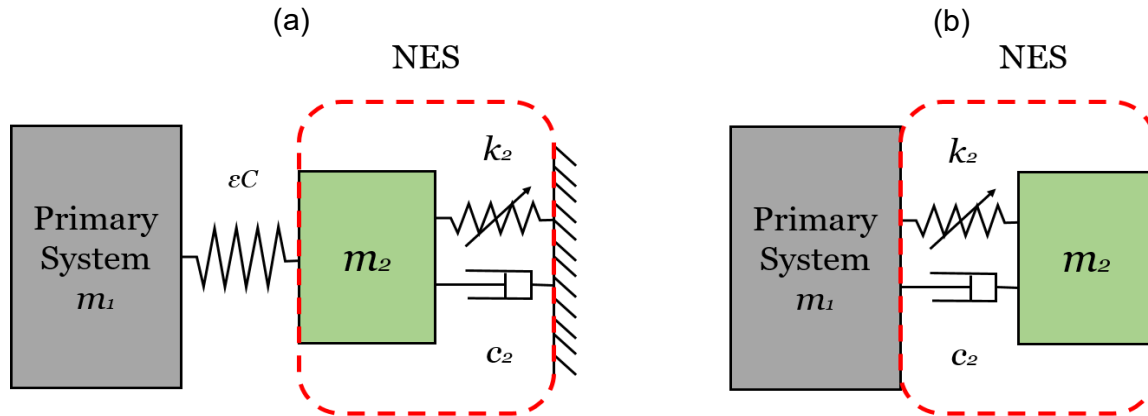 (a)
NES
Primary
System
m₁
εC
m₂
k₂
c₂
(b)
NES
Primary
System
m₁
k₂
c₂
m₂